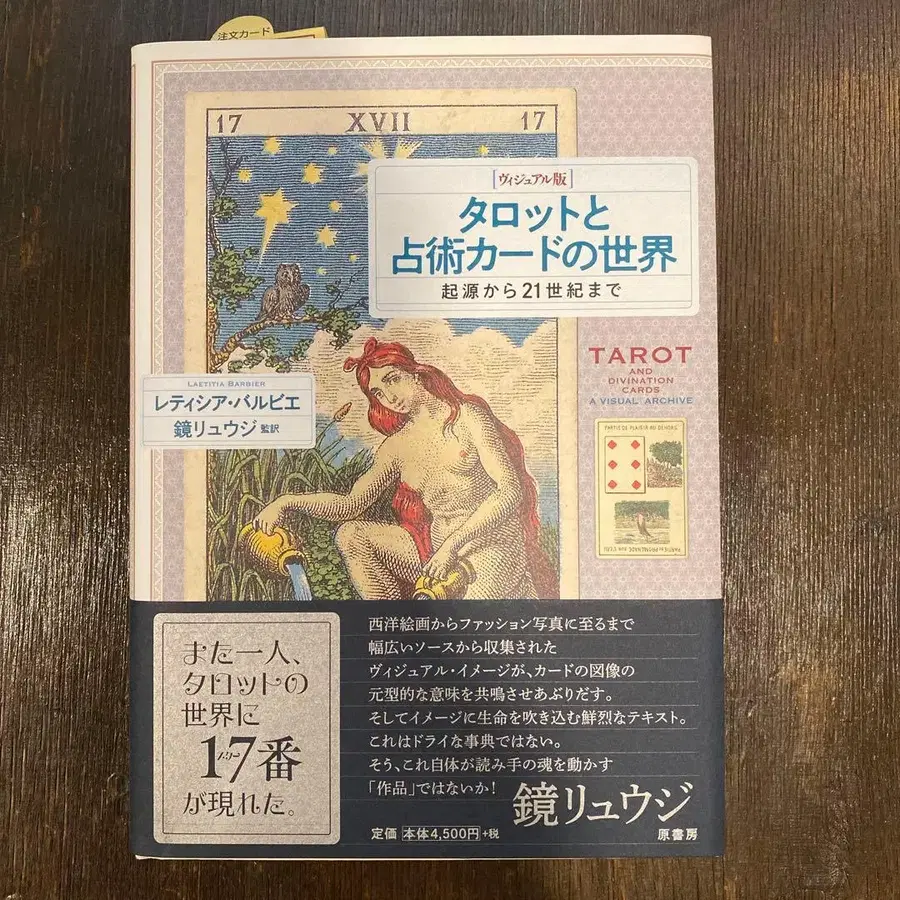 注文カード
17 XVII 17
[ヴィジュアル版]
タロットと
占術カードの世界
起源から21世紀まで
TAROT
AND
DIVINATION
CARDS
A VISUAL ARCHIVE
LAETITIA BARBIER
レティシア・バルビエ
鏡リュウジ 監訳
PARTIE DE PLAISIR AU DEHORS
また一人、
タロットの
世界に
17番
が現れた。
西洋絵画からファッション写真に至るまで
幅広いソースから収集された
ヴィジュアル・イメージが、カードの図像の
元型的な意味を共鳴させあぶりだす。
そしてイメージに生命を吹き込む鮮烈なテキスト。
これはドライな事典ではない。
そう、これ自体が読み手の魂を動かす
「作品」ではないか!
鏡リュウジ
定価 本体4,500円+税
原書房